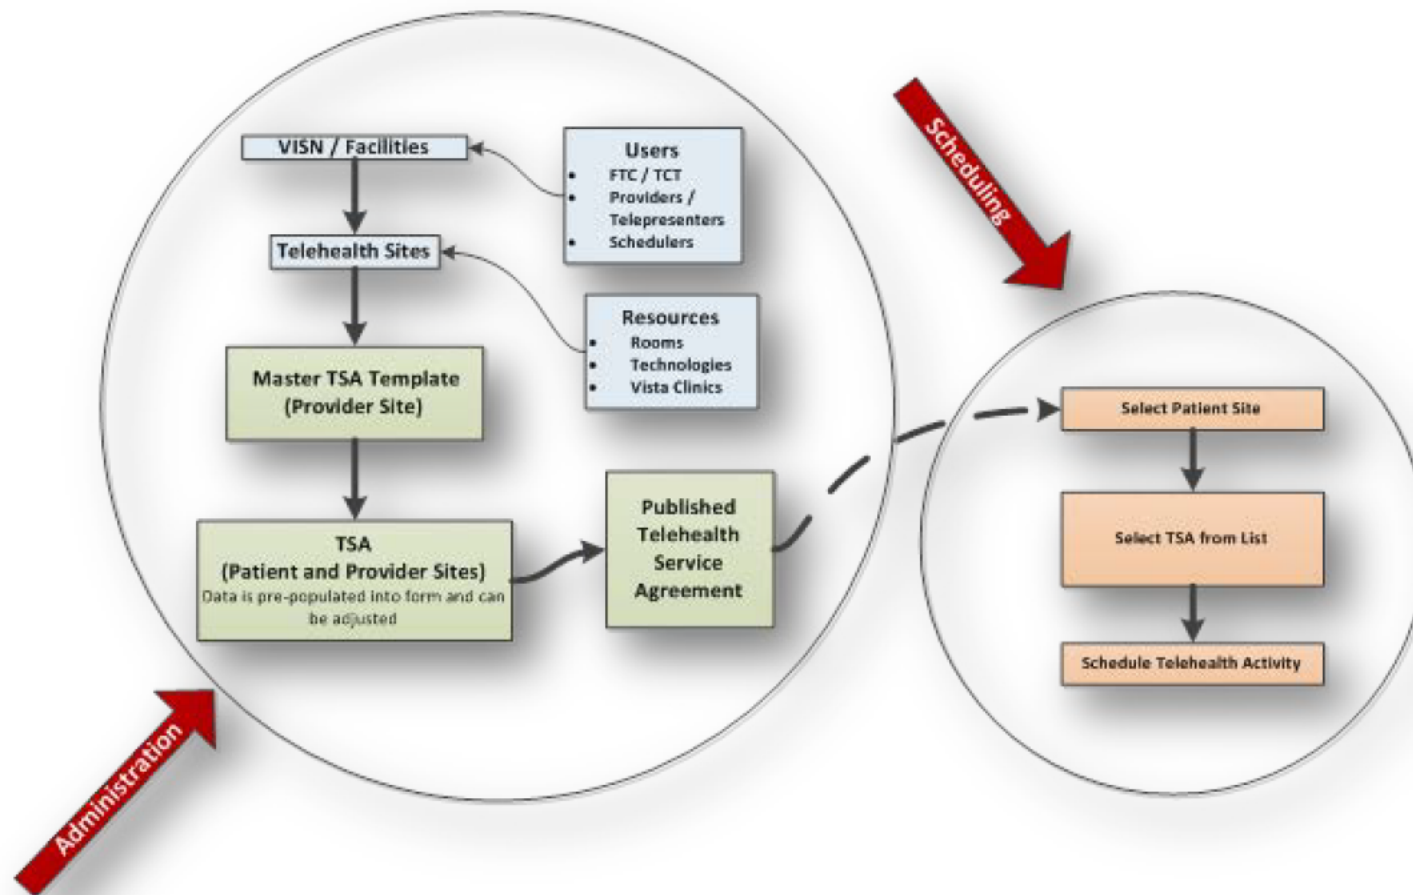 VISN / Facilities
Users
• FTC / TCT
• Providers /
Telepresenters
• Schedulers
Telehealth Sites
Resources
• Rooms
• Technologies
• Vista Clinics
Master TSA Template
(Provider Site)
TSA
(Patient and Provider Sites)
Data is pre-populated into form and can
be adjusted
Published
Telehealth
Service
Agreement
Administration
Scheduling
Select Patient Site
Select TSA from List
Schedule Telehealth Activity